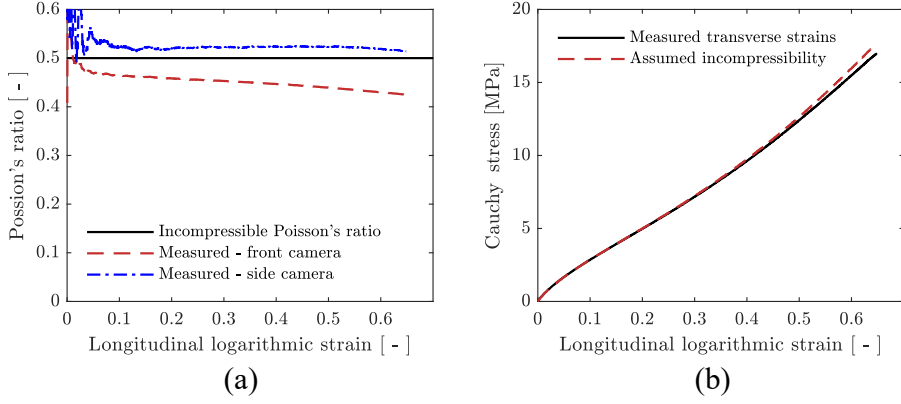 0.6
0.5
0.4
0.3
0.2
0.1
0
Possion's ratio [ - ]
Incompressible Poisson's ratio
Measured - front camera
Measured - side camera
0 0.1 0.2 0.3 0.4 0.5 0.6
Longitudinal logarithmic strain [ - ]
(a)
20
15
10
5
0
Cauchy stress [MPa]
Measured transverse strains
Assumed incompressibility
0 0.1 0.2 0.3 0.4 0.5 0.6
Longitudinal logarithmic strain [ - ]
(b)